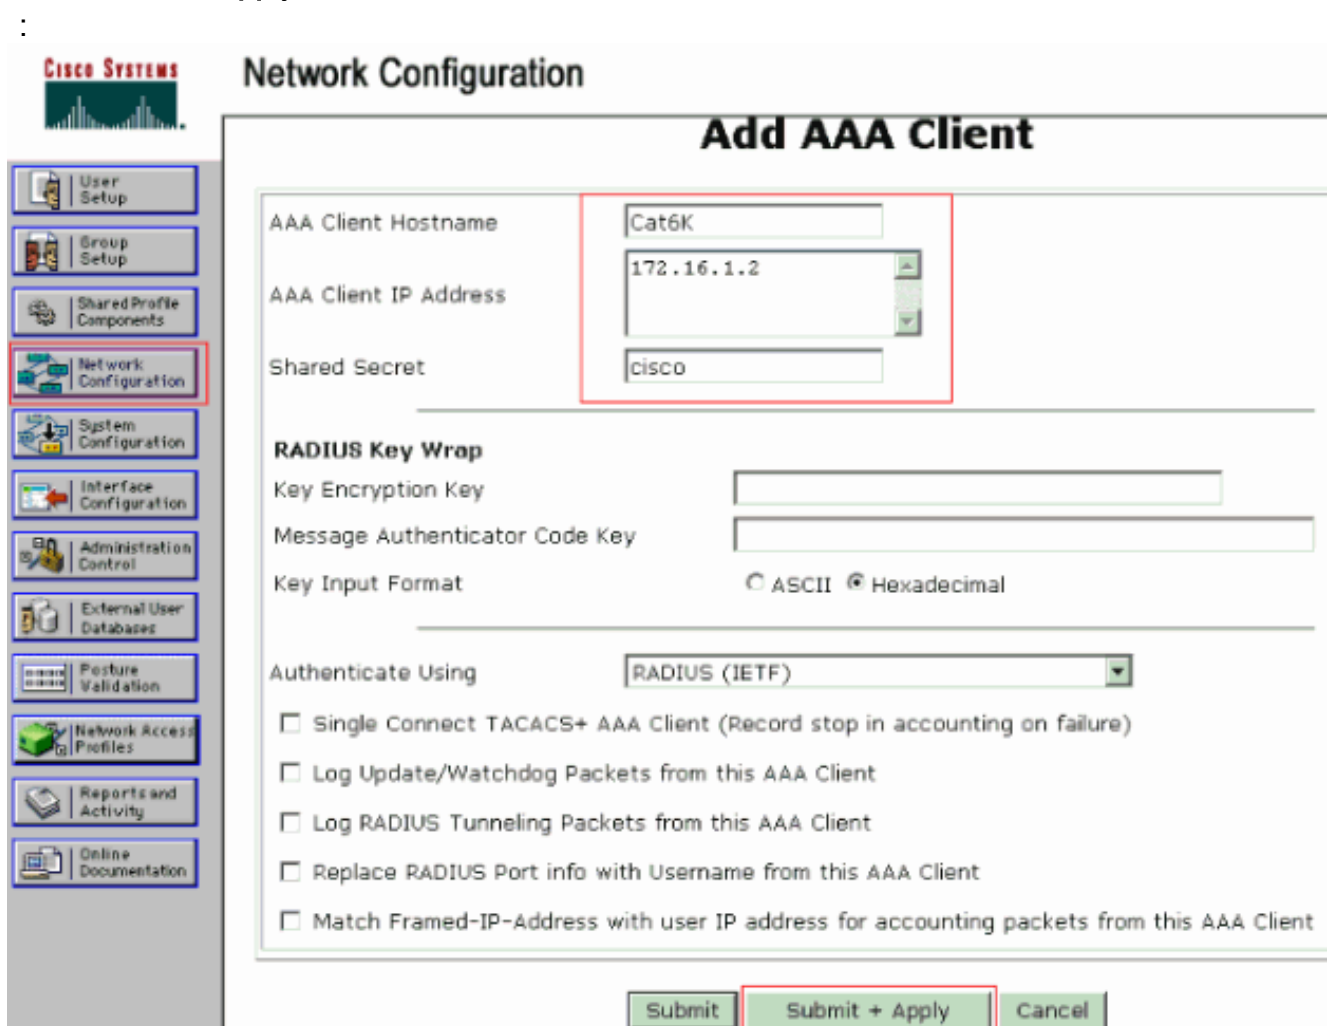 :
CISCO SYSTEMS
Network Configuration
Add AAA Client
User
Setup
Group
Setup
Shared Profile
Components
Network
Configuration
System
Configuration
Interface
Configuration
Administration
Control
External User
Databases
Posture
Validation
Network Access
Profiles
Reports and
Activity
Online
Documentation
AAA Client Hostname
Cat6K
AAA Client IP Address
172.16.1.2
Shared Secret
cisco
RADIUS Key Wrap
Key Encryption Key
Message Authenticator Code Key
Key Input Format
ASCII Hexadecimal
Authenticate Using
RADIUS (IETF)
Single Connect TACACS+ AAA Client (Record stop in accounting on failure)
Log Update/Watchdog Packets from this AAA Client
Log RADIUS Tunneling Packets from this AAA Client
Replace RADIUS Port info with Username from this AAA Client
Match Framed-IP-Address with user IP address for accounting packets from this AAA Client
Submit
Submit + Apply
Cancel